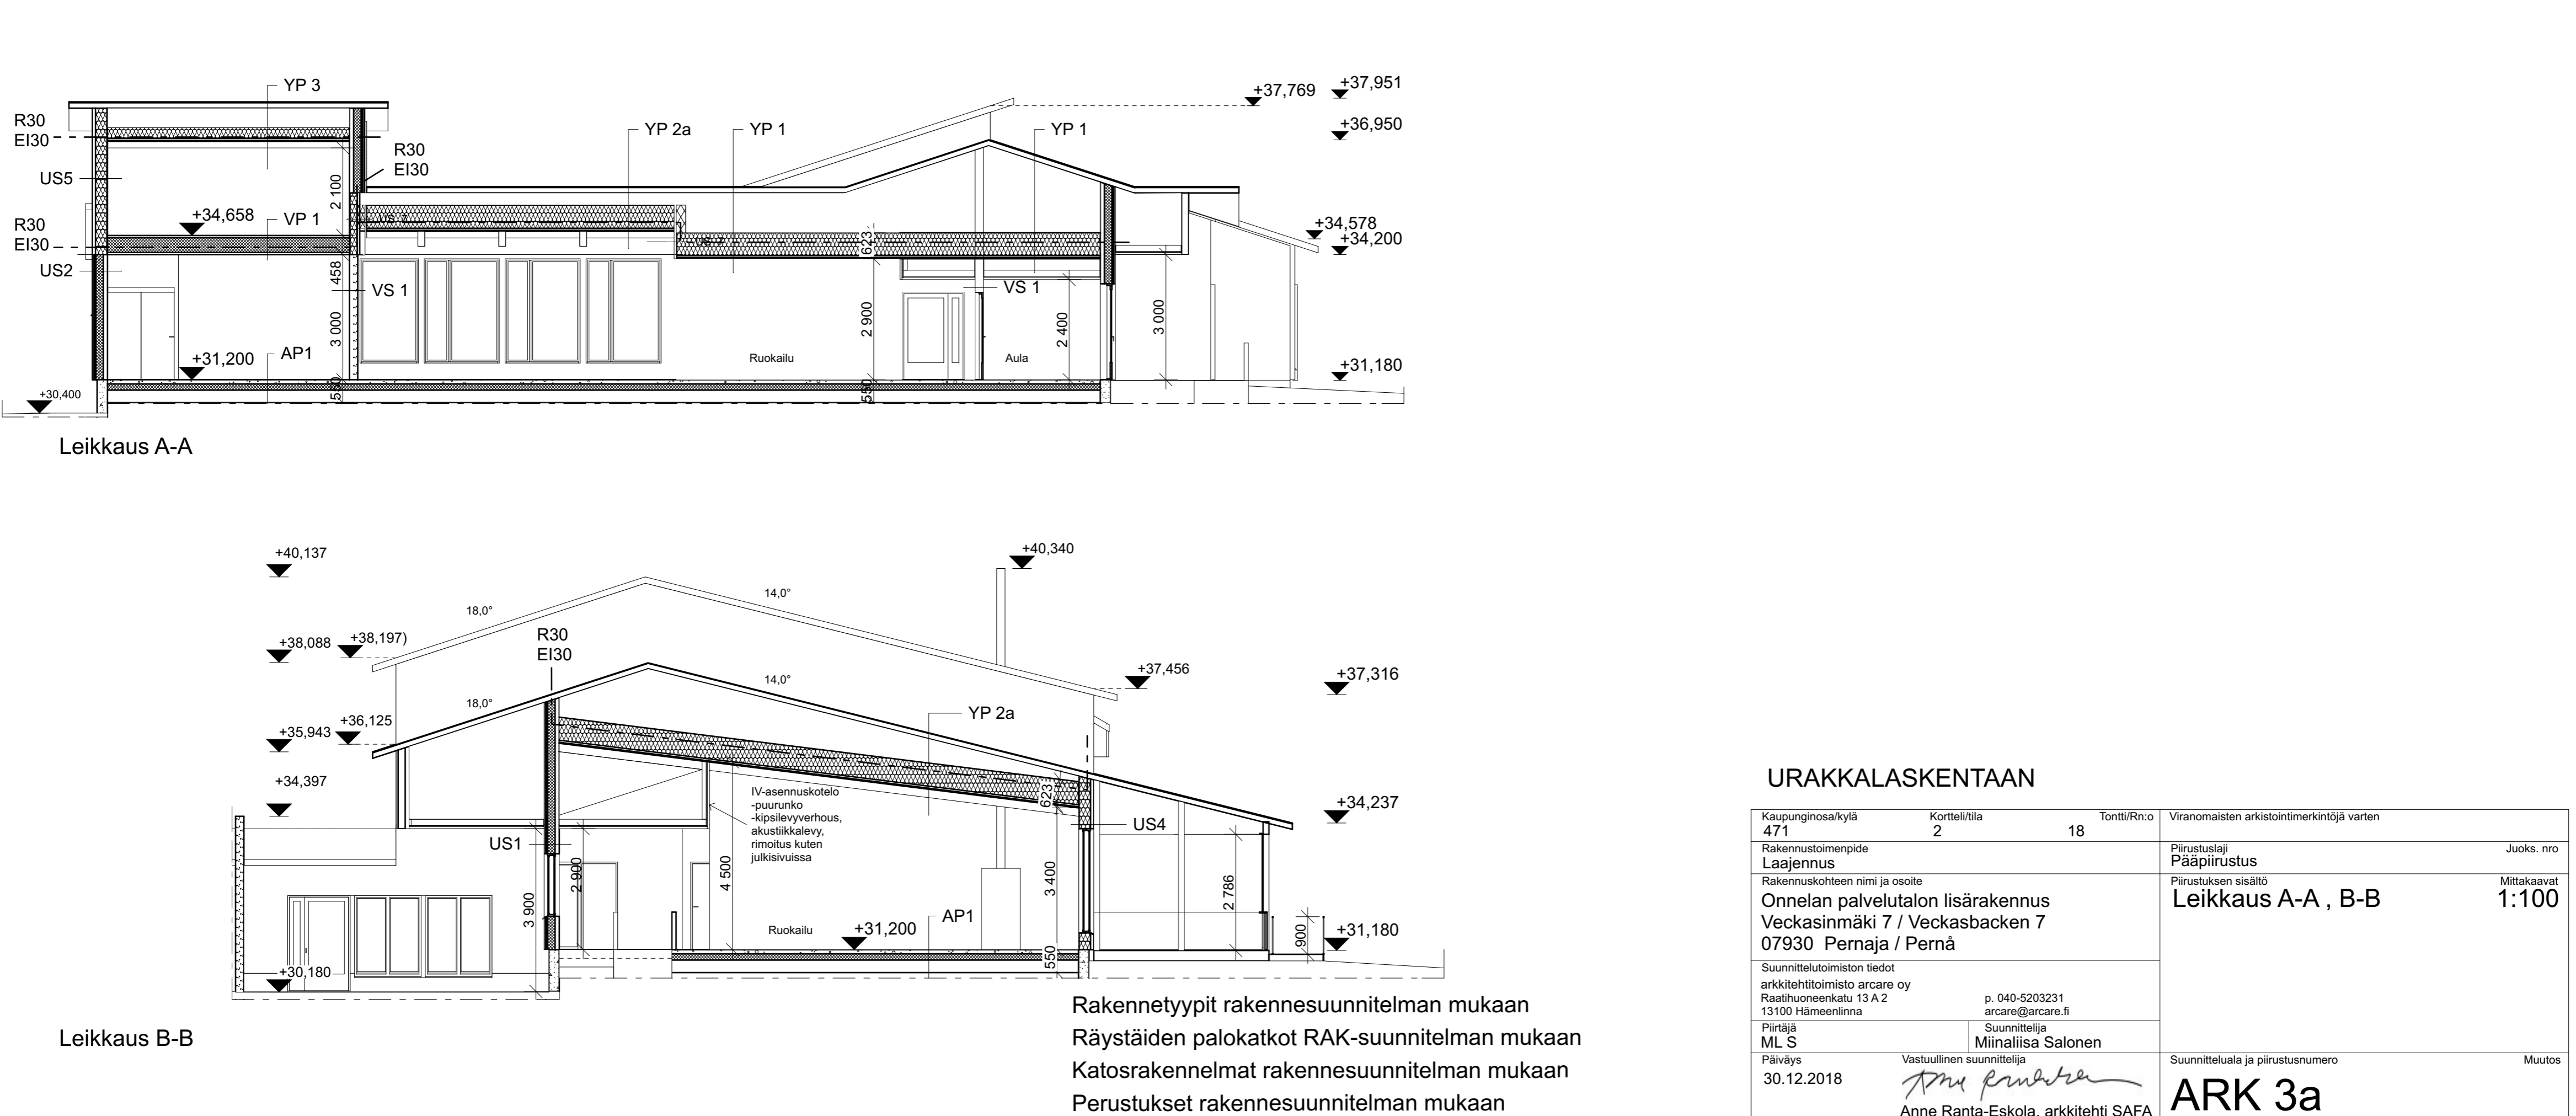 YP 3
+37,951
+37,769
R30
EI30
YP 2a
YP 1
YP 1
+36,950
R30
EI30
US5
2 100
+34,658
VP 1
US 7
R30
EI30
623
+34,578
+34,200
US2
458
VS 1
VS 1
3 000
2 900
2 400
3 000
+31,200
AP1
Ruokailu
Aula
+31,180
+30,400
550
550
Leikkaus A-A
+40,137
+40,340
14,0°
18,0°
+38,088
+38,197)
R30
EI30
+37,456
+37,316
14,0°
18,0°
YP 2a
+35,943
+36,125
+34,397
IV-asennuskotelo
-puurunko
-kipsilevyverhous,
akustiikkalevy,
rimoitus kuten
julkisivuissa
623
+34,237
US4
US1
2 900
4 500
3 400
2 786
3 900
AP1
Ruokailu
+31,200
900
+31,180
550
+30,180
Leikkaus B-B
Rakennetyypit rakennesuunnitelman mukaan
Räystäiden palokatkot RAK-suunnitelman mukaan
Katosrakennelmat rakennesuunnitelman mukaan
Perustukset rakennesuunnitelman mukaan
URAKKALASKENTAAN
Kaupunginosa/kylä Kortteli/tila Tontti/Rn:o
471 2 18
Viranomaisten arkistointimerkintöjä varten
Rakennustoimenpide
Laajennus
Piirustuslaji Juoks. nro
Pääpiirustus
Rakennuskohteen nimi ja osoite
Onnelan palvelutalon lisärakennus
Veckasinmäki 7 / Veckasbacken 7
07930 Pernaja / Pernå
Piirustuksen sisältö Mittakaavat
Leikkaus A-A , B-B 1:100
Suunnittelutoimiston tiedot
arkkitehtitoimisto arcare oy
Raatihuoneenkatu 13 A 2 p. 040-5203231
13100 Hämeenlinna arcare@arcare.fi
Piirtäjä Suunnittelija
ML S Miinaliisa Salonen
Päiväys Vastuullinen suunnittelija
30.12.2018
Anne Ranta-Eskola, arkkitehti SAFA
Suunnitteluala ja piirustusnumero Muutos
ARK 3a